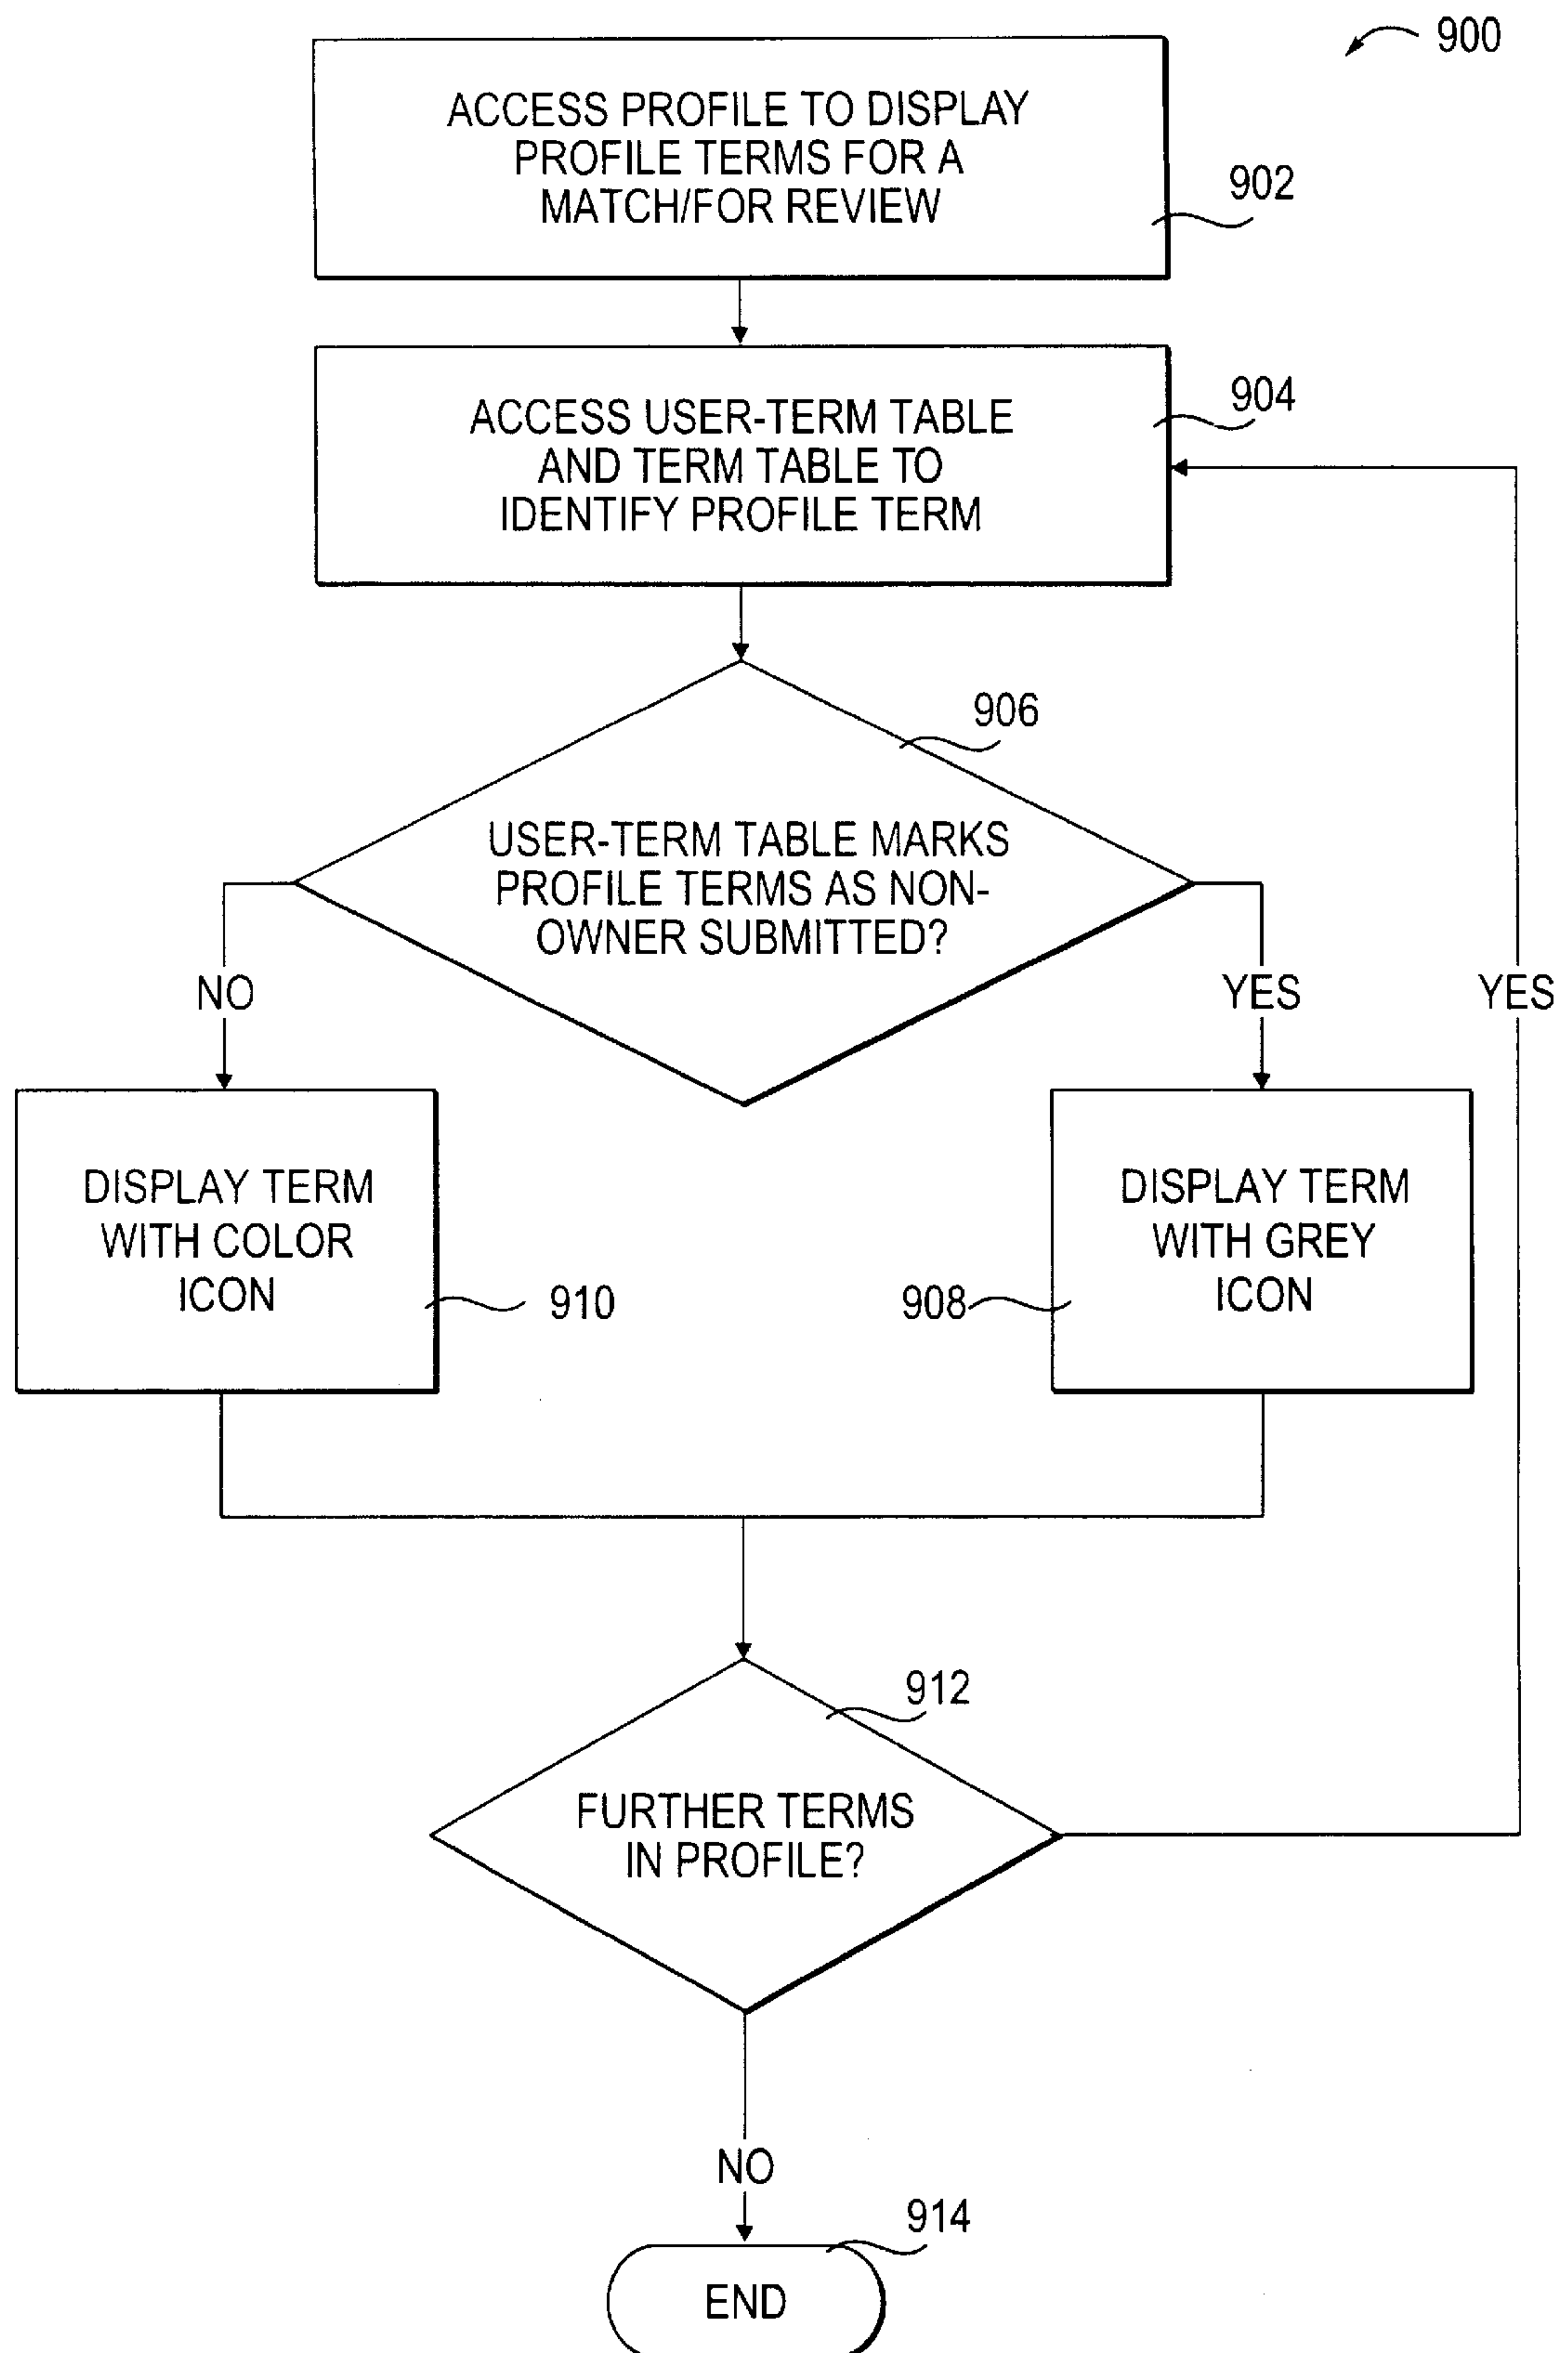 900
ACCESS PROFILE TO DISPLAY
PROFILE TERMS FOR A
MATCH/FOR REVIEW
902
ACCESS USER-TERM TABLE
AND TERM TABLE TO
IDENTIFY PROFILE TERM
904
906
USER-TERM TABLE MARKS
PROFILE TERMS AS NON-
OWNER SUBMITTED?
NO
YES
YES
DISPLAY TERM
WITH COLOR
ICON
910
DISPLAY TERM
WITH GREY
ICON
908
912
FURTHER TERMS
IN PROFILE?
NO
914
END